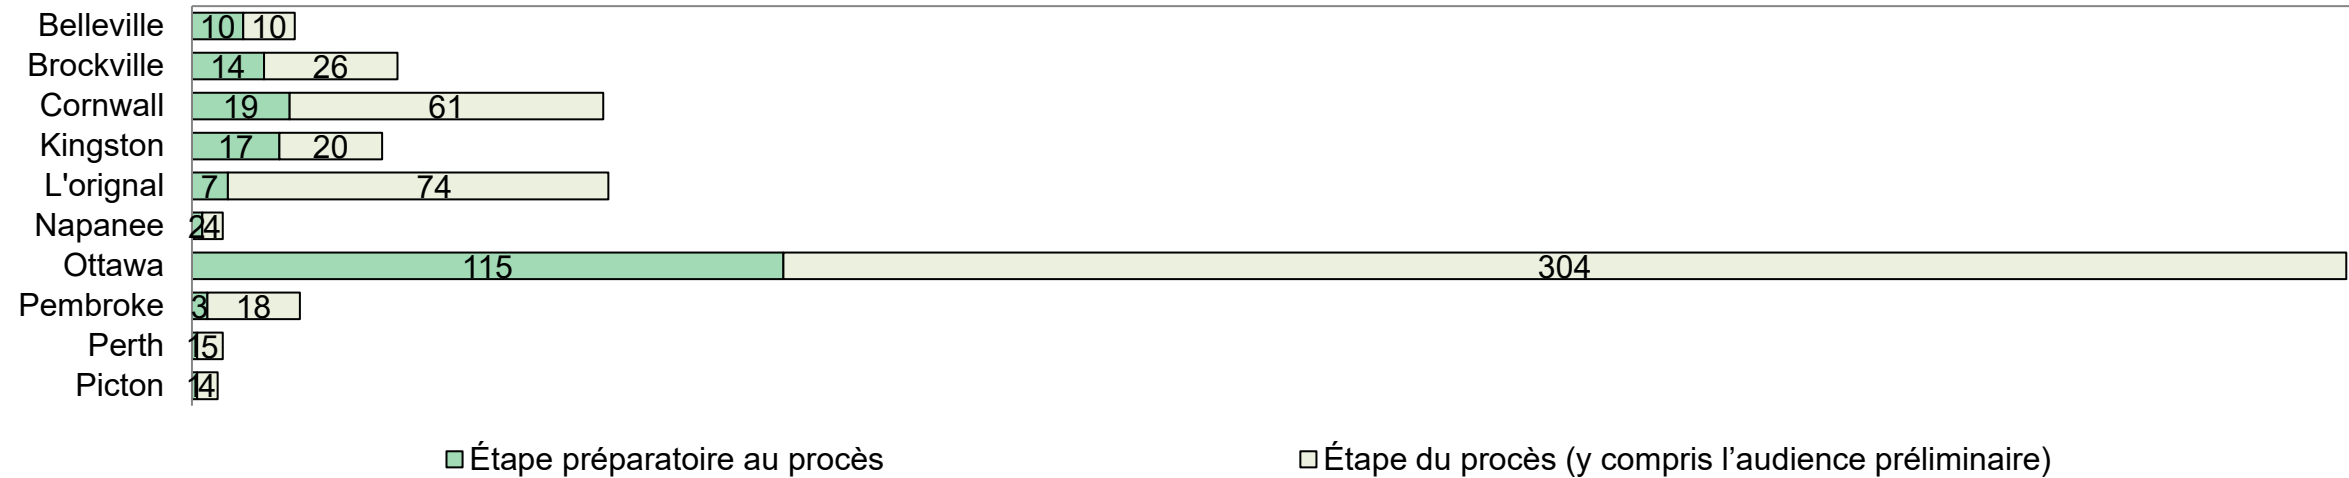 Belleville 10 10
Brockville 14 26
Cornwall 19 61
Kingston 17 20
L'orignal 7 74
Napanee 2 4
Ottawa 115 304
Pembroke 3 18
Perth 1 5
Picton 1 4
Étape préparatoire au procès Étape du procès (y compris l’audience préliminaire)